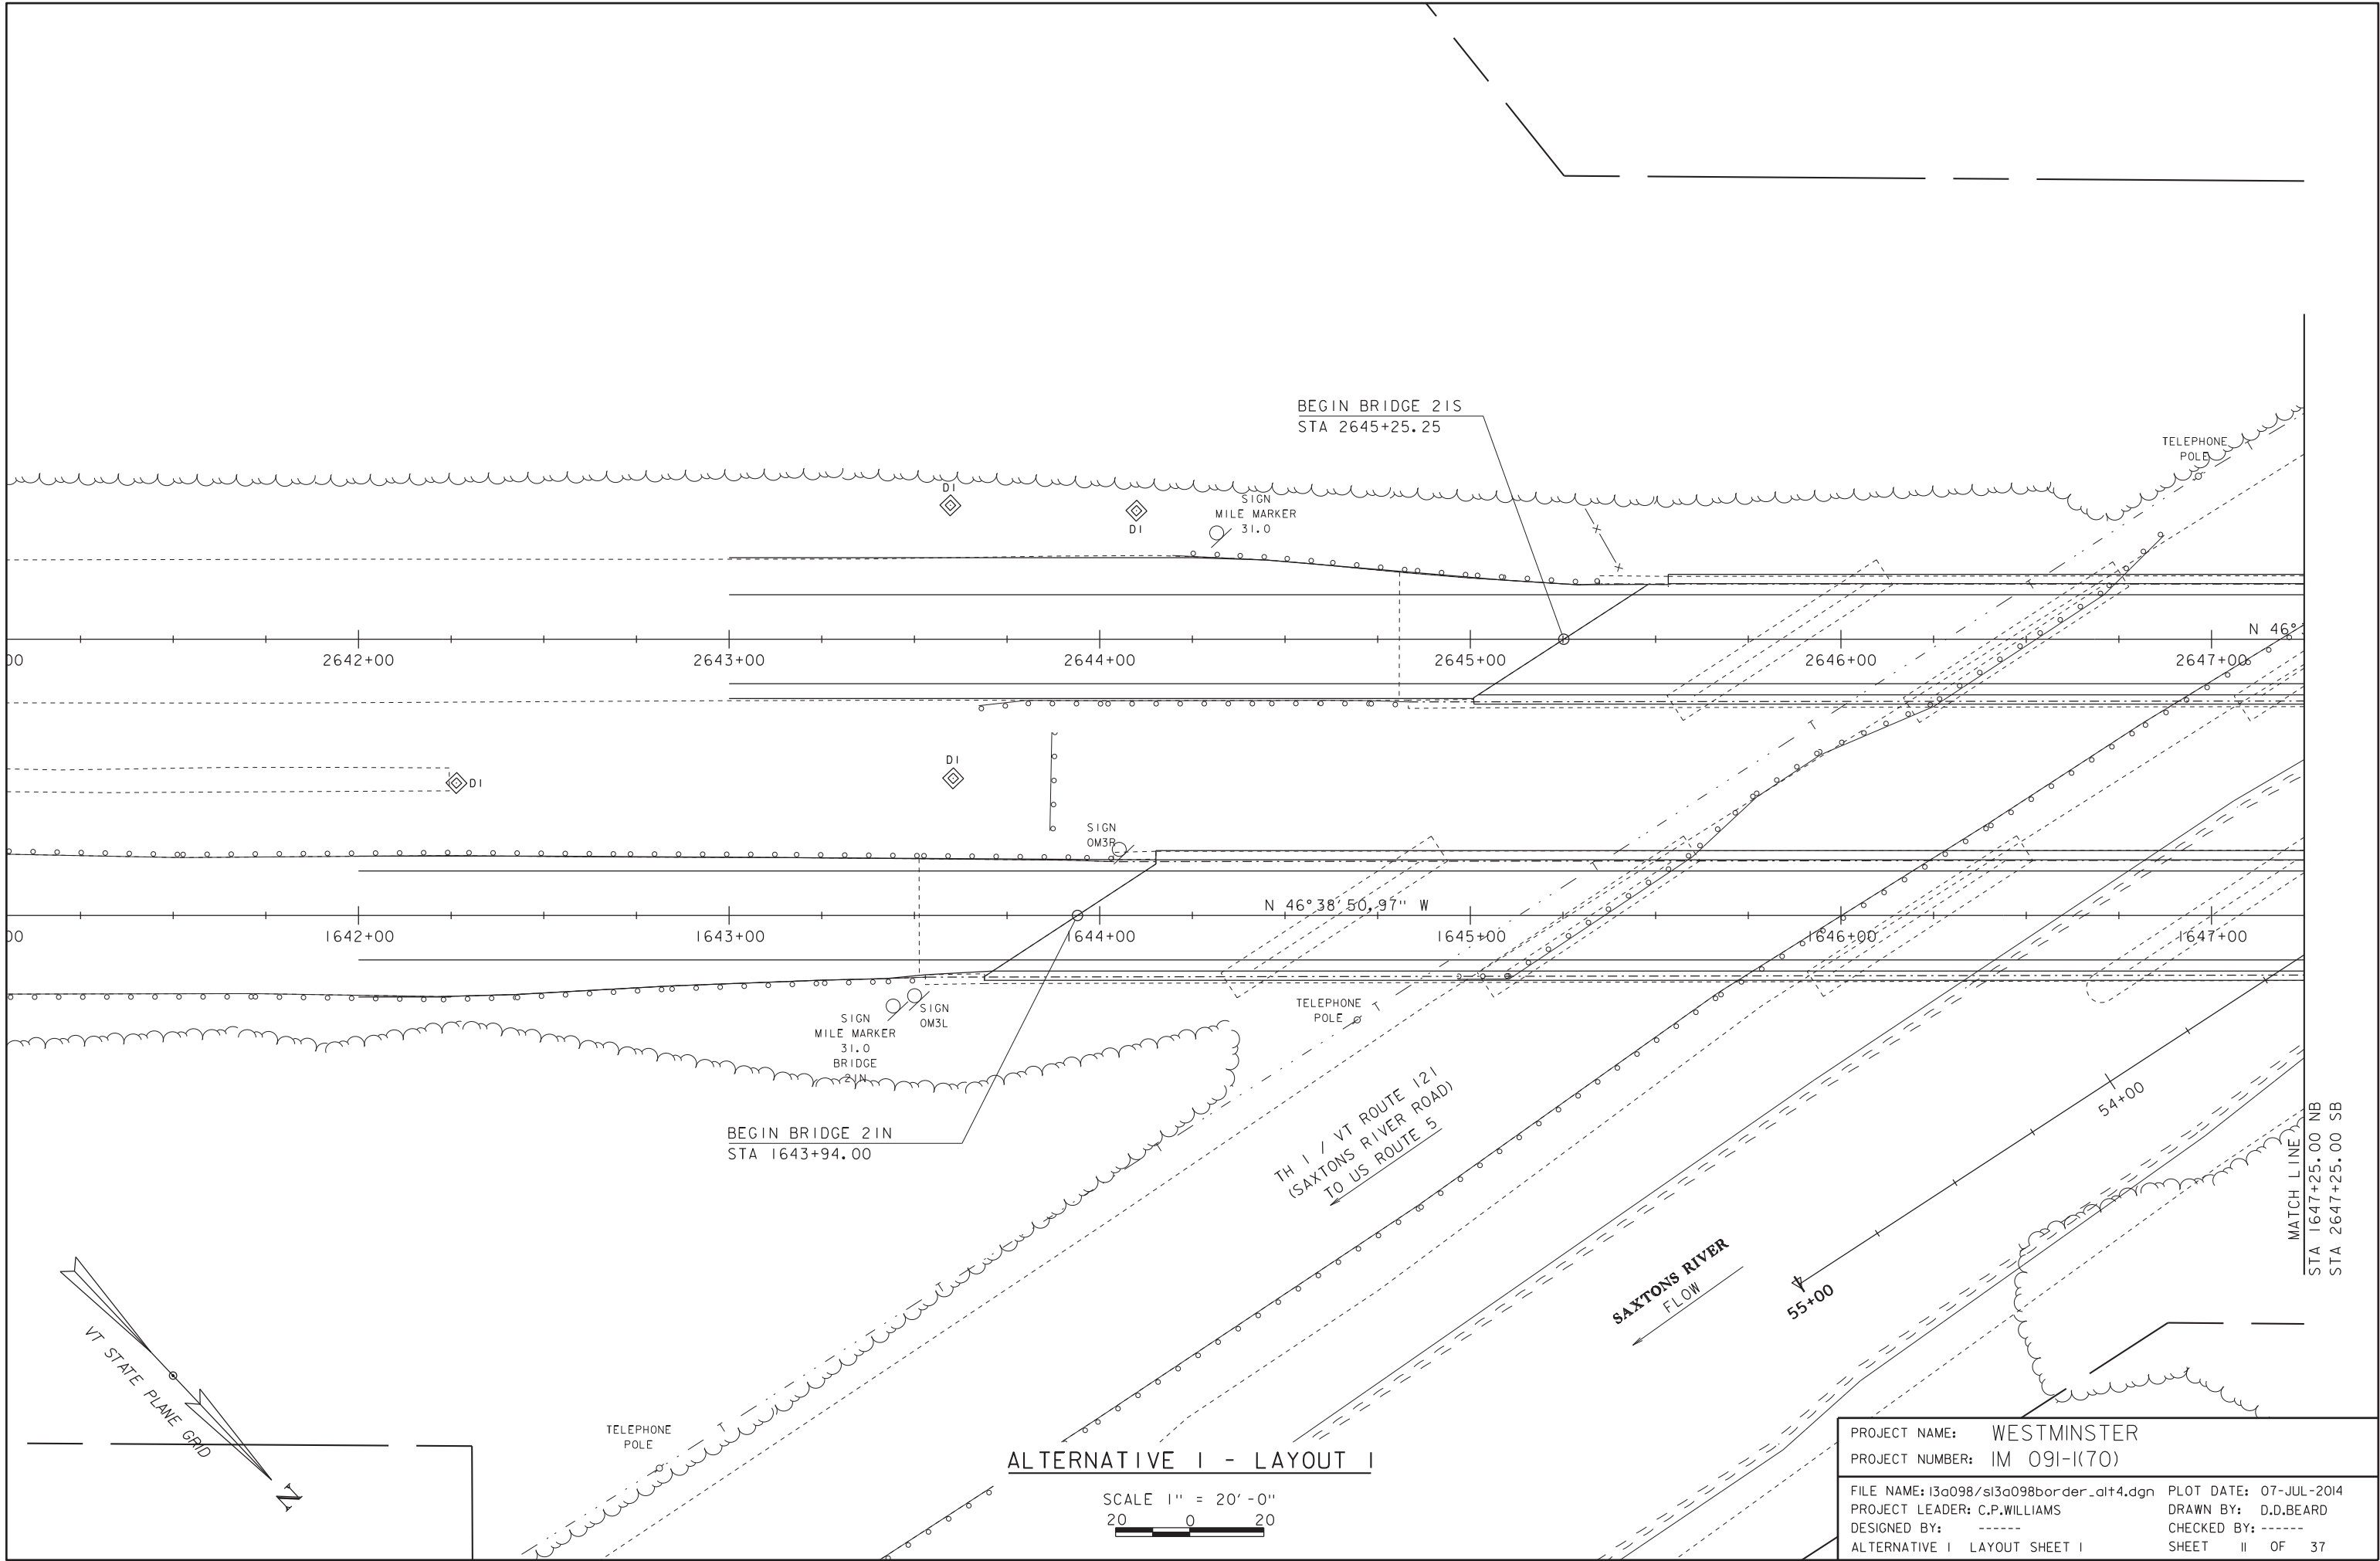 BEGIN BRIDGE 21S
STA 2645+25.25
TELEPHONE
POLE
D1
D1
SIGN
MILE MARKER
31.0
N 46°
00
2642+00
2643+00
2644+00
2645+00
2646+00
2647+00
D1
D1
SIGN
OM3R
N 46°38'50.97" W
00
1642+00
1643+00
1644+00
1645+00
1646+00
1647+00
SIGN
MILE MARKER
31.0
BRIDGE
21N
SIGN
OM3L
TELEPHONE
POLE
BEGIN BRIDGE 21N
STA 1643+94.00
TH 1 / VT ROUTE 121
(SAXTONS RIVER ROAD)
TO US ROUTE 5
54+00
55+00
SAXTONS RIVER
FLOW
MATCH LINE
STA 1647+25.00 NB
STA 2647+25.00 SB
VT STATE PLANE GRID
N
TELEPHONE
POLE
T
T
T
T
T
T
T
T
ALTERNATIVE 1 - LAYOUT 1
SCALE 1" = 20'-0"
20 0 20
PROJECT NAME: WESTMINSTER
PROJECT NUMBER: IM 091-1(70)
FILE NAME: 13a098/s13a098border_alt4.dgn PLOT DATE: 07-JUL-2014
PROJECT LEADER: C.P.WILLIAMS DRAWN BY: D.D.BEARD
DESIGNED BY: ------ CHECKED BY: ------
ALTERNATIVE 1 LAYOUT SHEET 1 SHEET 11 OF 37